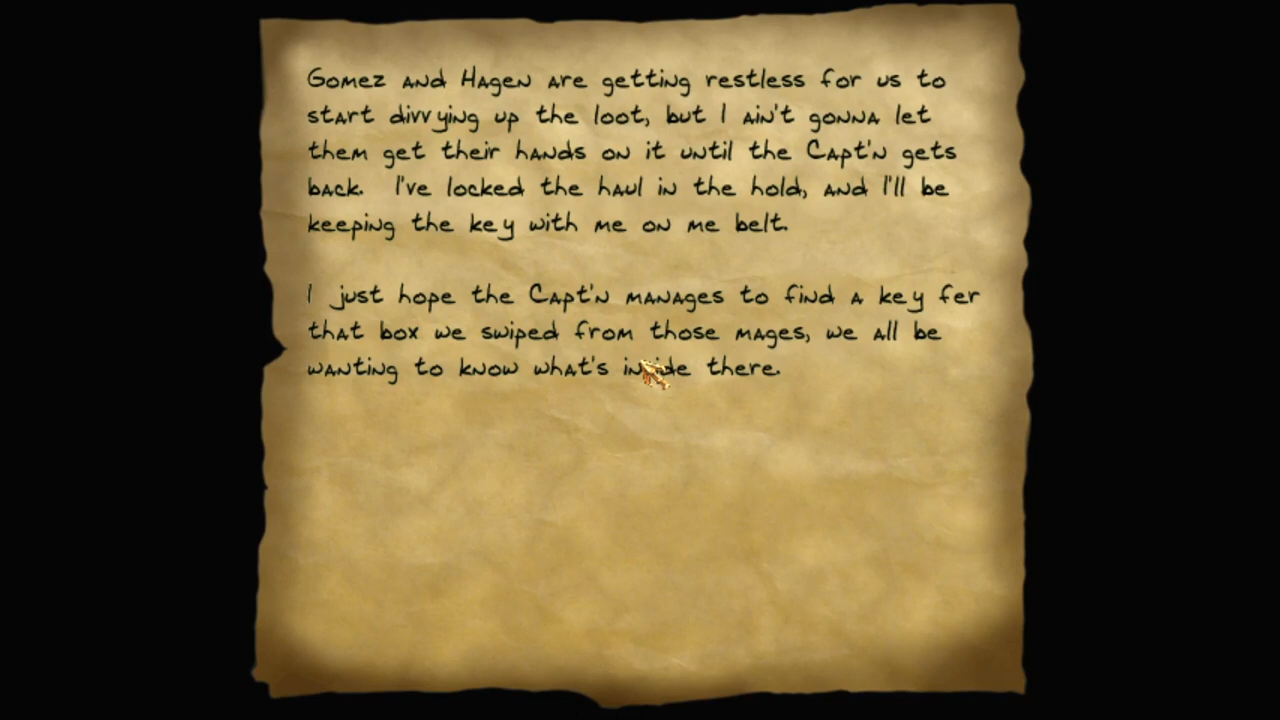 Gomez and Hagen are getting restless for us to
start divvying up the loot, but I ain't gonna let
them get their hands on it until the Capt'n gets
back.  I've locked the haul in the hold, and I'll be
keeping the key with me on me belt.

I just hope the Capt'n manages to find a key fer
that box we swiped from those mages, we all be
wanting to know what's inside there.